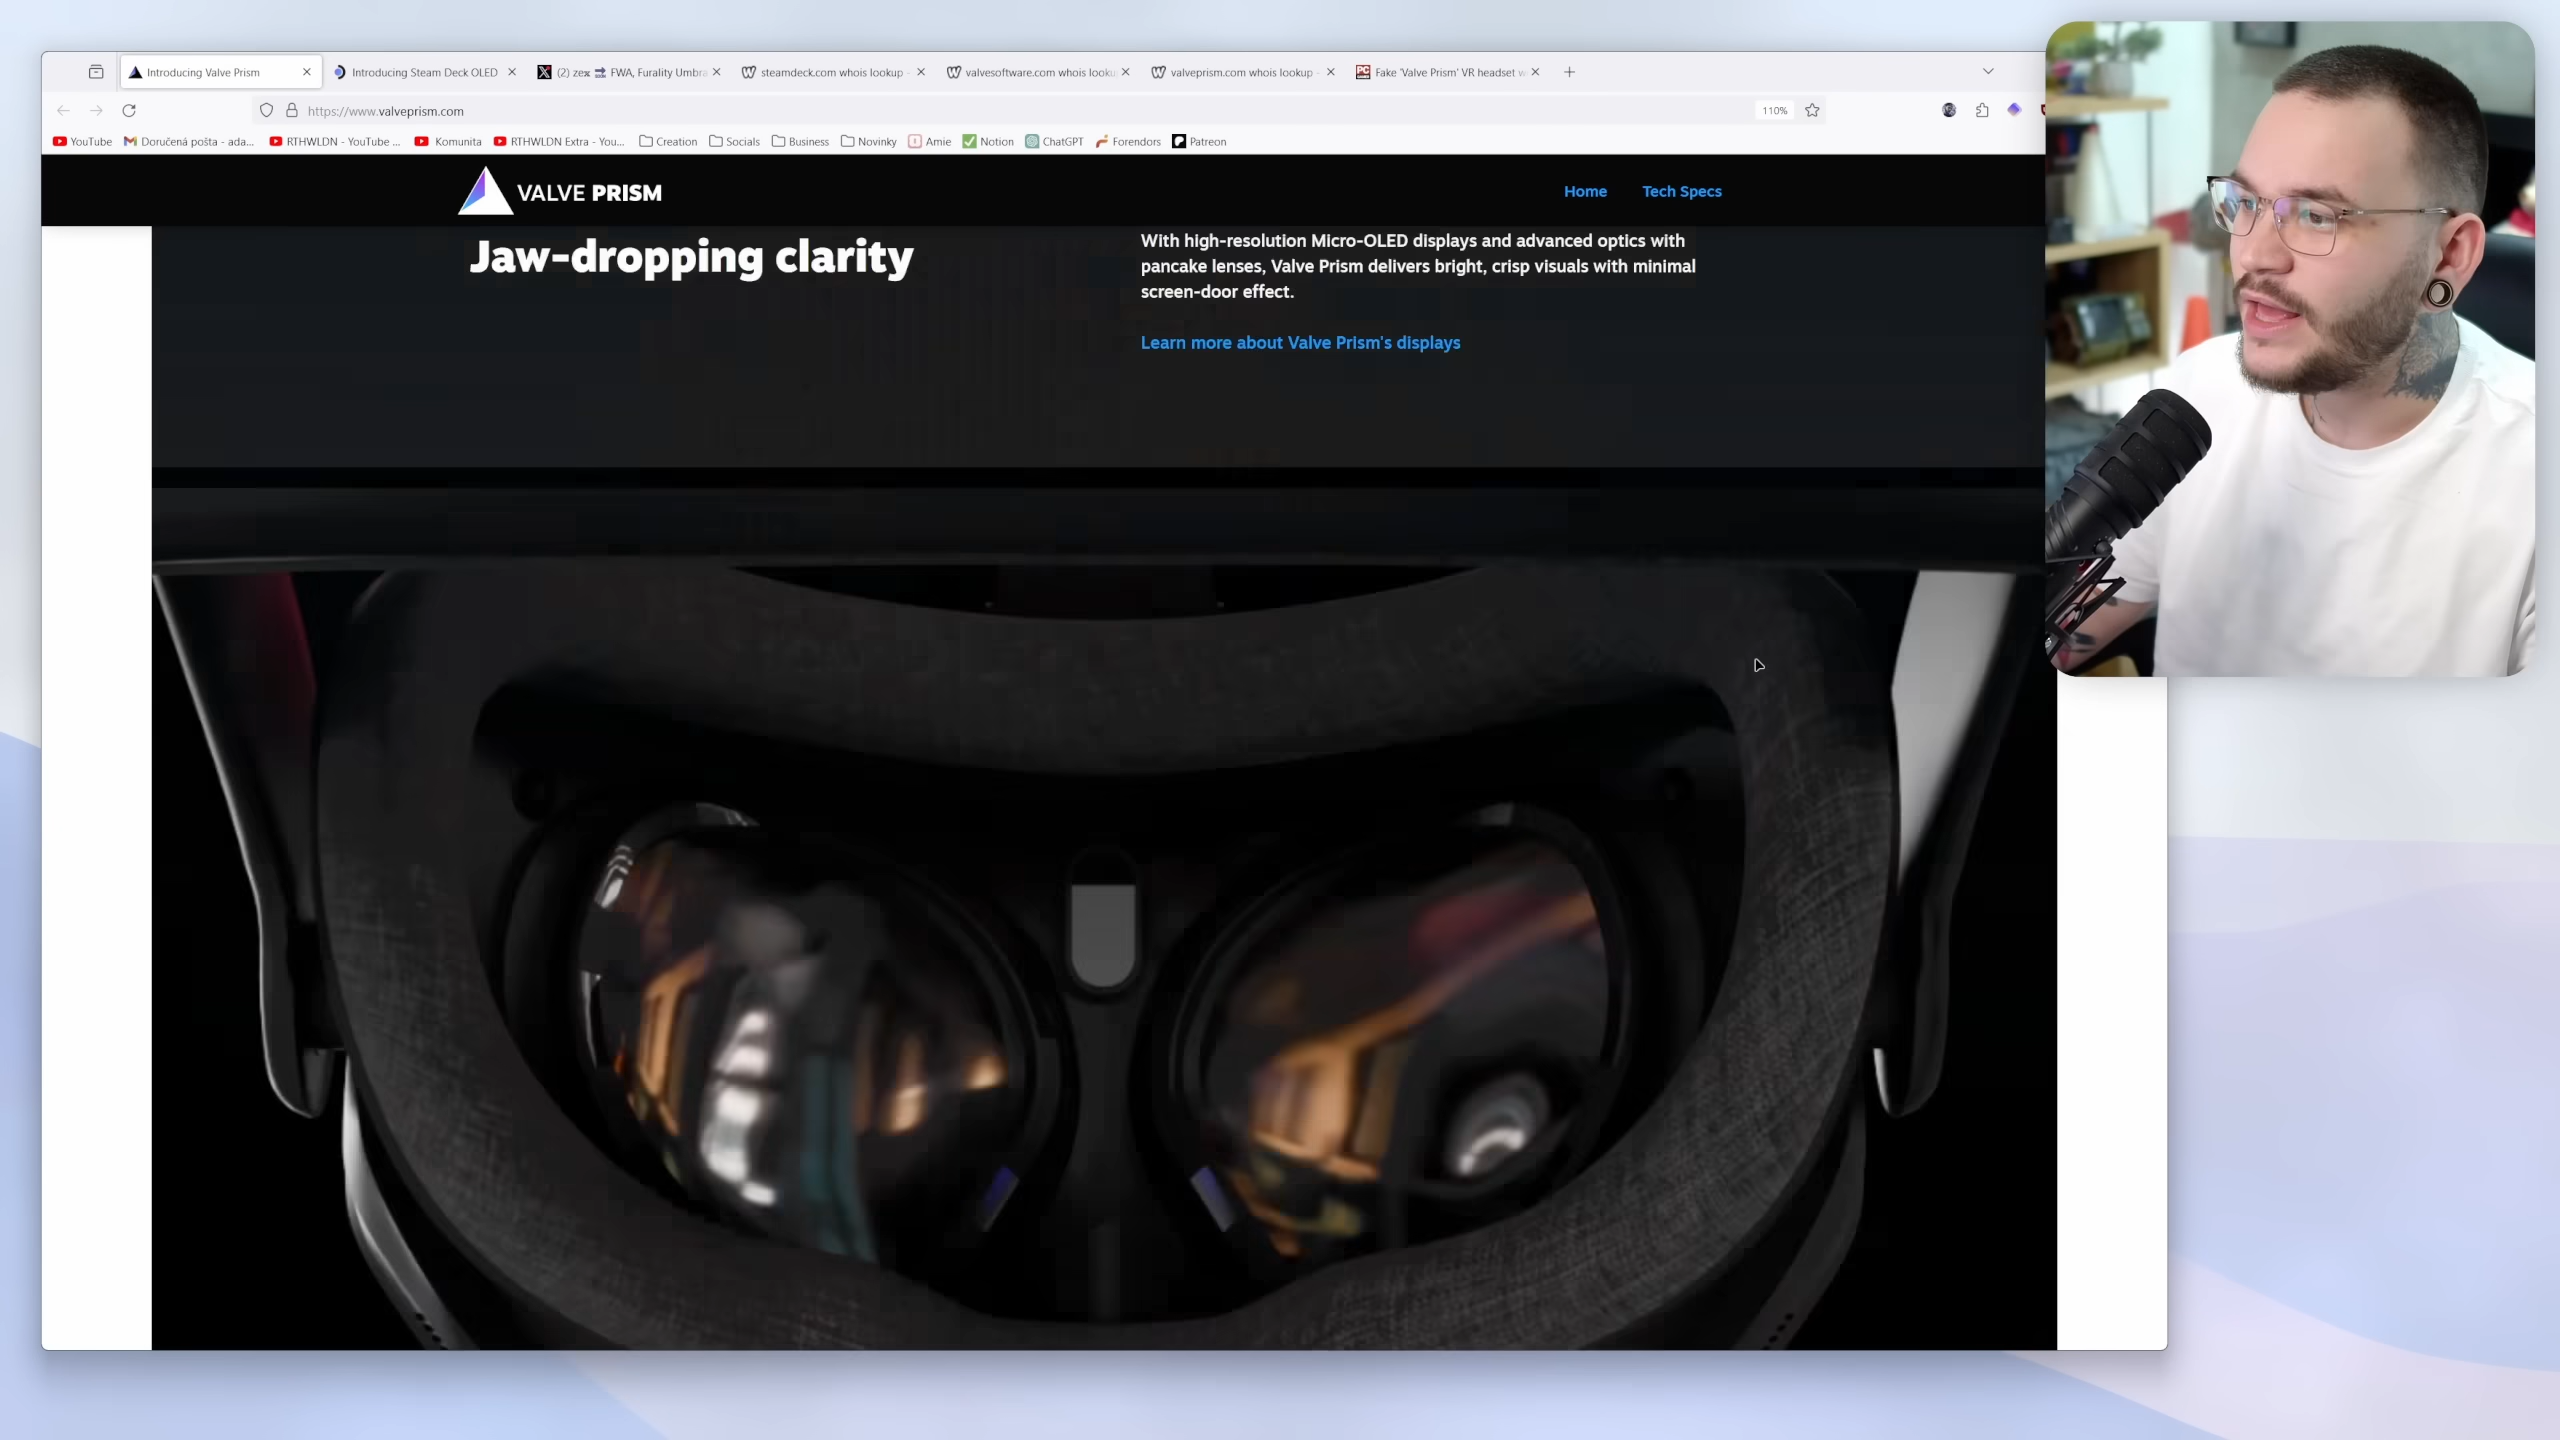 Introducing Valve Prism
Introducing Steam Deck OLED
(2) zex FWA, Furality Umbra
steamdeck.com whois lookup -
valvesoftware.com whois looku
valveprism.com whois lookup -
Fake 'Valve Prism' VR headset w
https://www.valveprism.com
110%
YouTube
Doručená pošta - ada...
RTHWLDN - YouTube ...
Komunita
RTHWLDN Extra - You...
Creation
Socials
Business
Novinky
Amie
Notion
ChatGPT
Forendors
Patreon
VALVE PRISM
Home
Tech Specs
Jaw-dropping clarity
With high-resolution Micro-OLED displays and advanced optics with
pancake lenses, Valve Prism delivers bright, crisp visuals with minimal
screen-door effect.
Learn more about Valve Prism's displays